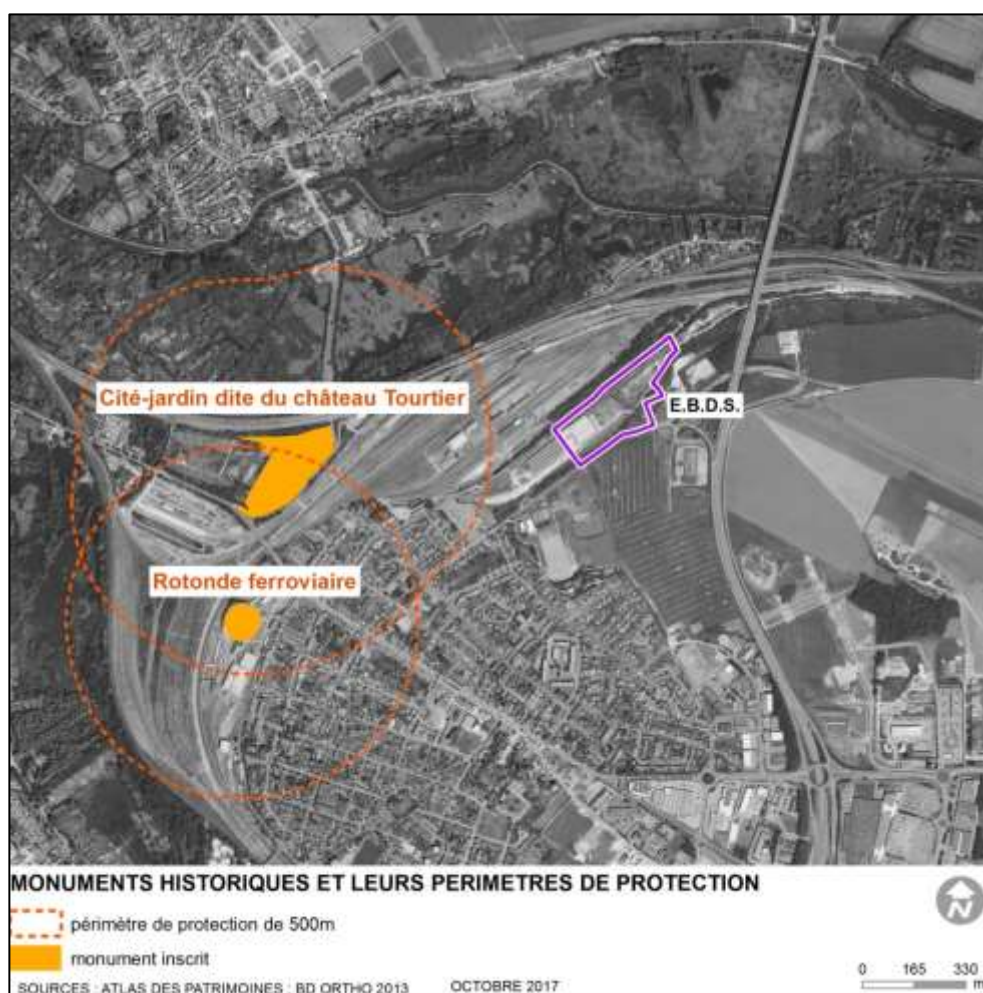 Cité-jardin dite du château Tourtier
E.B.D.S.
Rotonde ferroviaire
MONUMENTS HISTORIQUES ET LEURS PERIMETRES DE PROTECTION
périmètre de protection de 500m
monument inscrit
N
0 165 330
m
SOURCES : ATLAS DES PATRIMOINES ; BD ORTHO 2013 OCTOBRE 2017